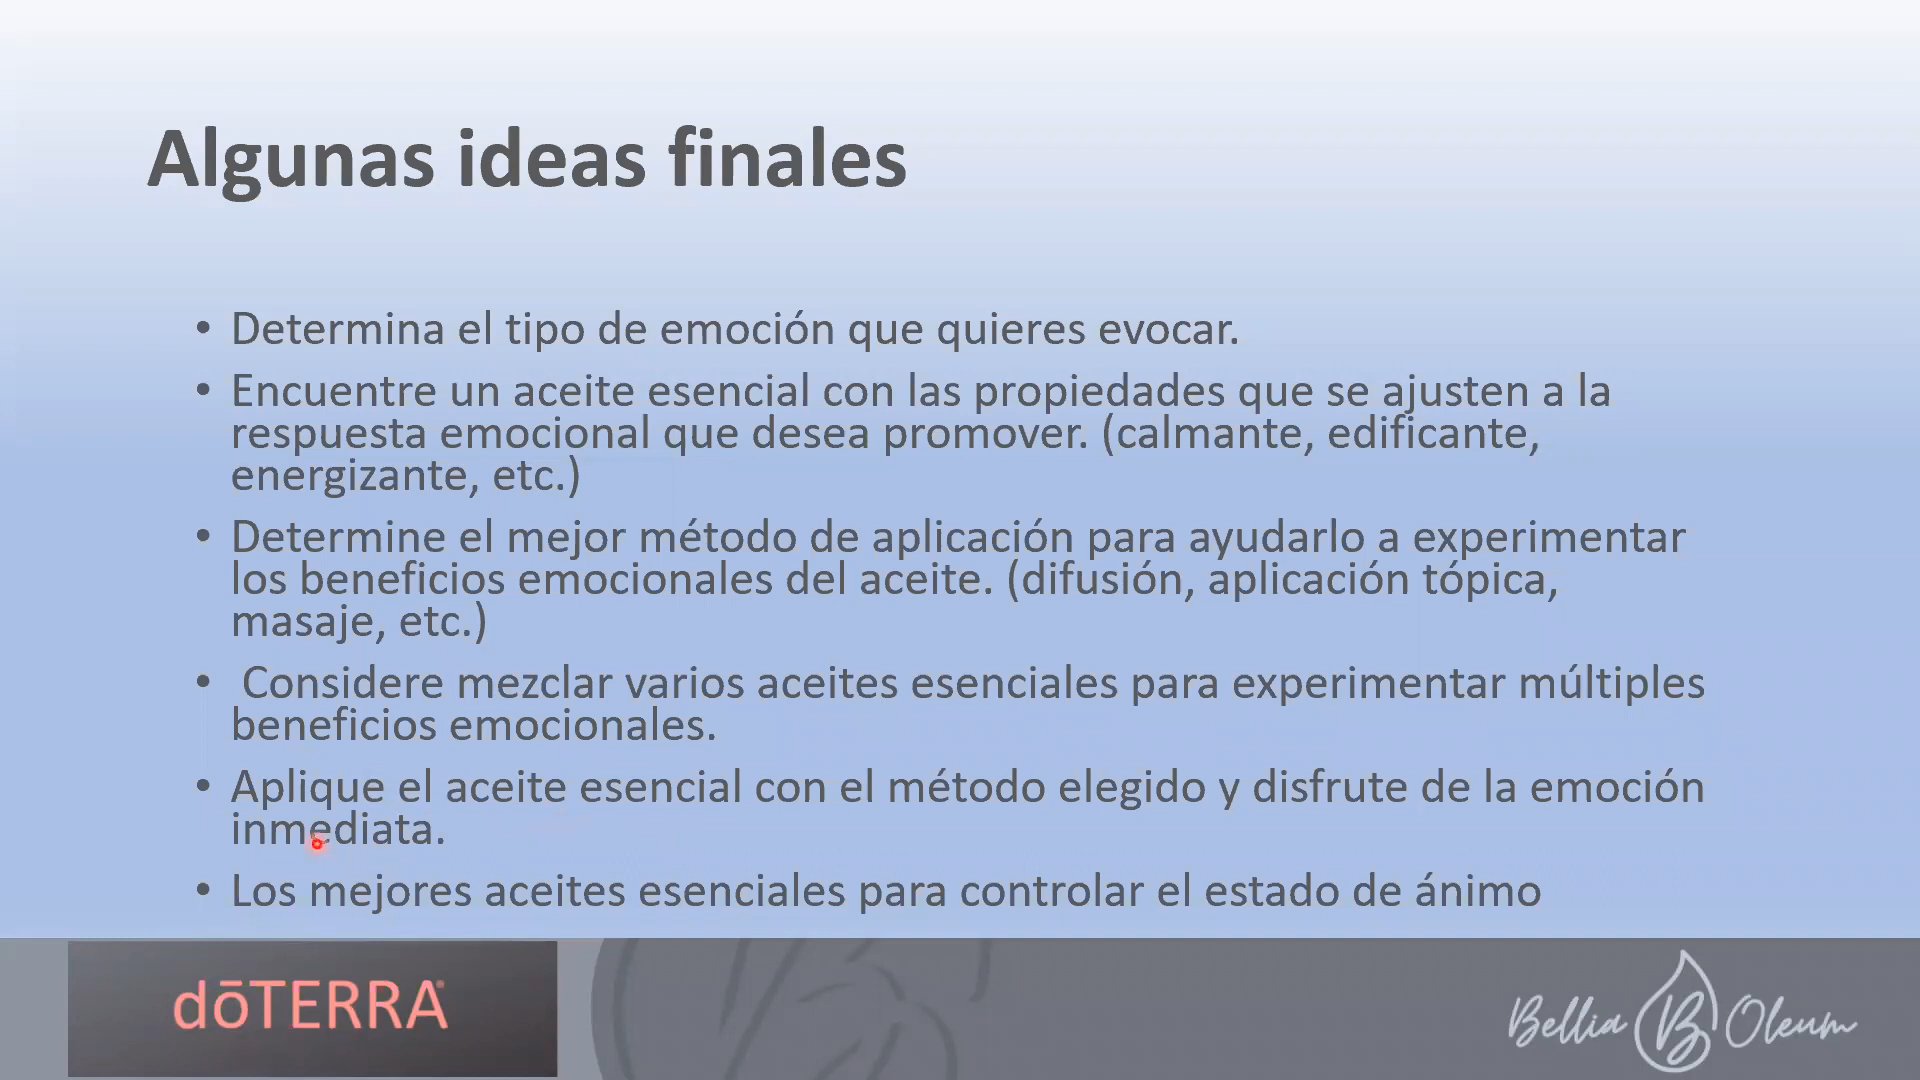 Algunas ideas finales
• Determina el tipo de emoción que quieres evocar.
• Encuentre un aceite esencial con las propiedades que se ajusten a la
respuesta emocional que desea promover. (calmante, edificante,
energizante, etc.)
• Determine el mejor método de aplicación para ayudarlo a experimentar
los beneficios emocionales del aceite. (difusión, aplicación tópica,
masaje, etc.)
• Considere mezclar varios aceites esenciales para experimentar múltiples
beneficios emocionales.
• Aplique el aceite esencial con el método elegido y disfrute de la emoción
inmediata.
• Los mejores aceites esenciales para controlar el estado de ánimo
dōTERRA
Bellia B Oleum